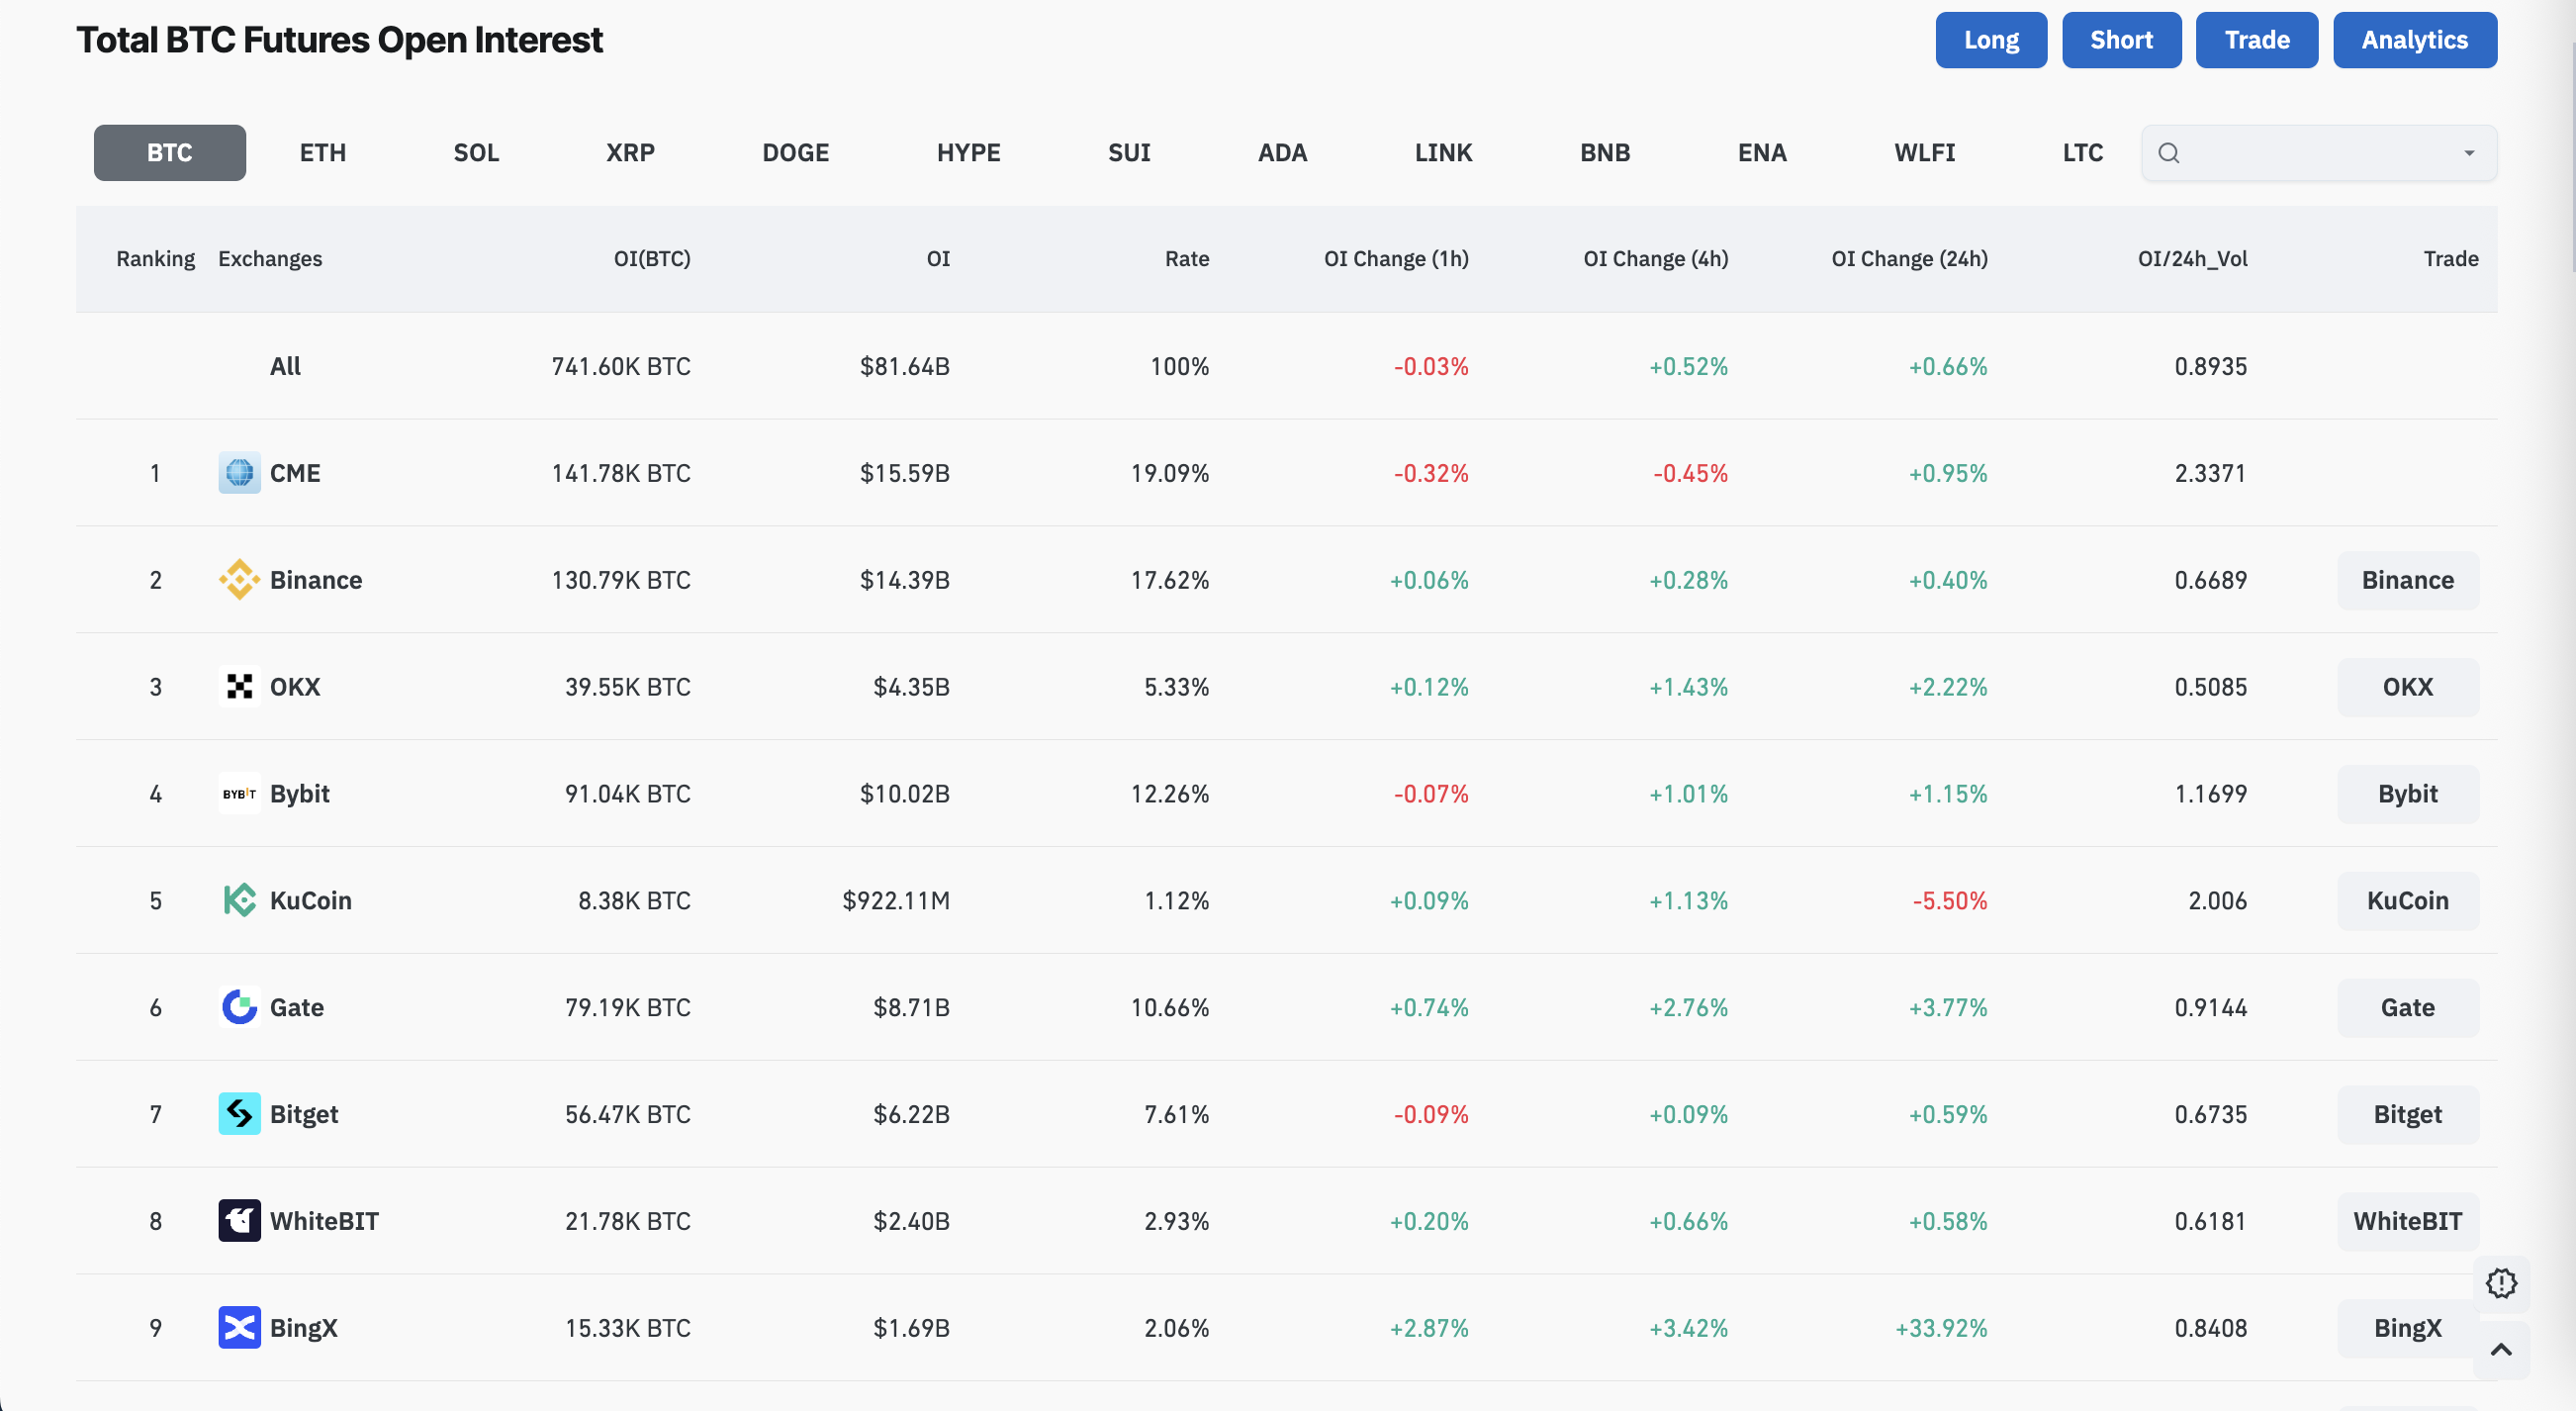 Total BTC Futures Open Interest
Long Short Trade Analytics
BTC ETH SOL XRP DOGE HYPE SUI ADA LINK BNB ENA WLFI LTC
Ranking Exchanges OI(BTC) OI Rate OI Change (1h) OI Change (4h) OI Change (24h) OI/24h_Vol Trade
All 741.60K BTC $81.64B 100% -0.03% +0.52% +0.66% 0.8935
1 CME 141.78K BTC $15.59B 19.09% -0.32% -0.45% +0.95% 2.3371
2 Binance 130.79K BTC $14.39B 17.62% +0.06% +0.28% +0.40% 0.6689 Binance
3 OKX 39.55K BTC $4.35B 5.33% +0.12% +1.43% +2.22% 0.5085 OKX
4 BYBIT Bybit 91.04K BTC $10.02B 12.26% -0.07% +1.01% +1.15% 1.1699 Bybit
5 KuCoin 8.38K BTC $922.11M 1.12% +0.09% +1.13% -5.50% 2.006 KuCoin
6 Gate 79.19K BTC $8.71B 10.66% +0.74% +2.76% +3.77% 0.9144 Gate
7 Bitget 56.47K BTC $6.22B 7.61% -0.09% +0.09% +0.59% 0.6735 Bitget
8 WhiteBIT 21.78K BTC $2.40B 2.93% +0.20% +0.66% +0.58% 0.6181 WhiteBIT
9 BingX 15.33K BTC $1.69B 2.06% +2.87% +3.42% +33.92% 0.8408 BingX